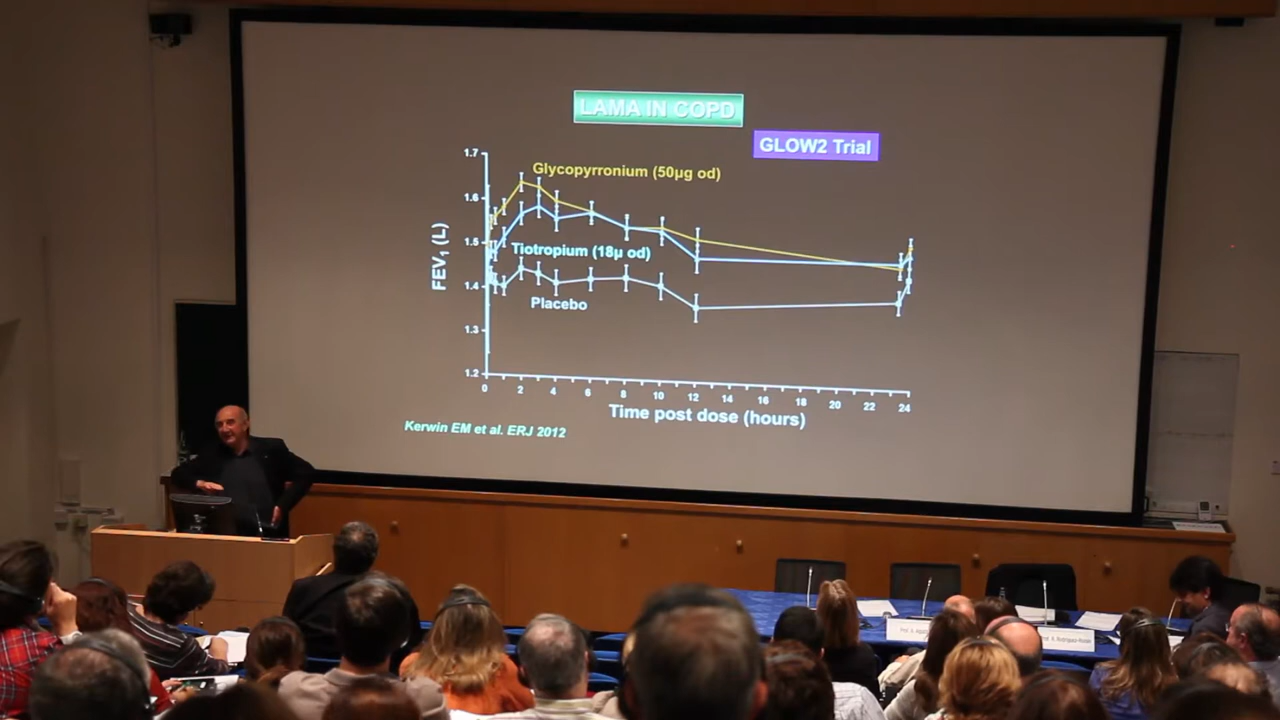 LAMA IN COPD
GLOW2 Trial
1.7
Glycopyrronium (50µg od)
1.6
1.5
Tiotropium (18µ od)
FEV1 (L)
1.4
Placebo
1.3
1.2
0 2 4 6 8 10 12 14 16 18 20 22 24
Time post dose (hours)
Kerwin EM et al. ERJ 2012